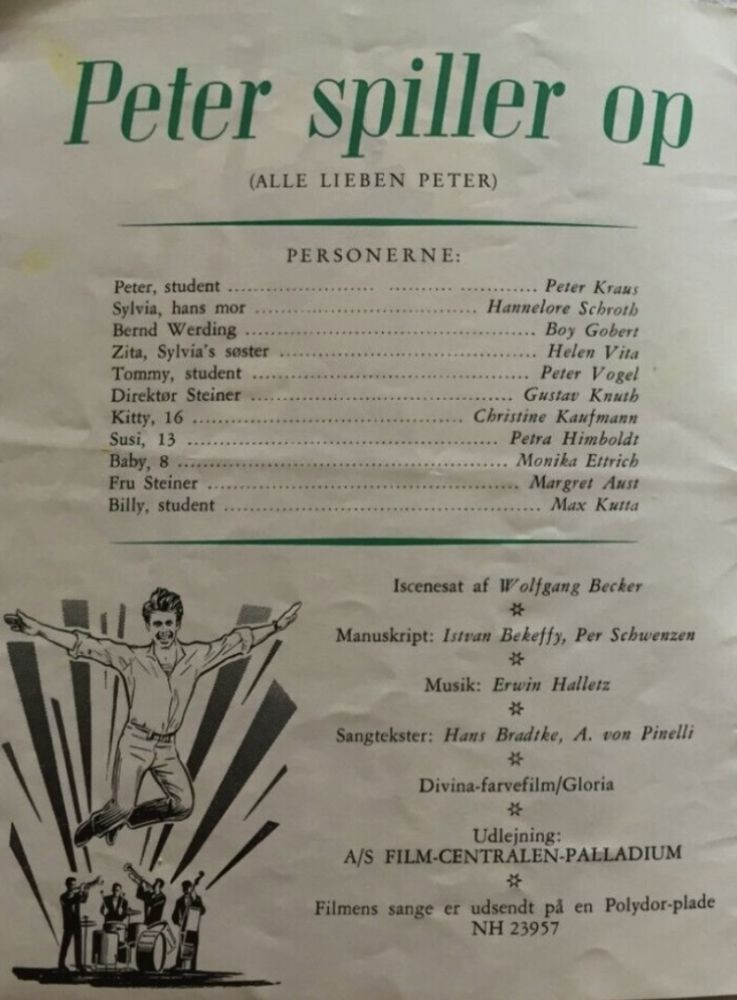 Peter spiller op
(ALLE LIEBEN PETER)
PERSONERNE:
Peter, student ........................ .......... ............. Peter Kraus
Sylvia, hans mor ..................................... Hannelore Schroth
Bernd Werding ................................................ Boy Gobert
Zita, Sylvia's søster .......................................... Helen Vita
Tommy, student .............................................. Peter Vogel
Direktør Steiner ........................................... Gustav Knuth
Kitty, 16 ............................................. Christine Kaufmann
Susi, 13 ................................................... Petra Himboldt
Baby, 8 ...................................................... Monika Ettrich
Fru Steiner .................................................... Margret Aust
Billy, student .................................................... Max Kutta
Iscenesat af Wolfgang Becker
Manuskript: Istvan Bekeffy, Per Schwenzen
Musik: Erwin Halletz
Sangtekster: Hans Bradtke, A. von Pinelli
Divina-farvefilm/Gloria
Udlejning:
A/S FILM-CENTRALEN-PALLADIUM
Filmens sange er udsendt på en Polydor-plade
NH 23957